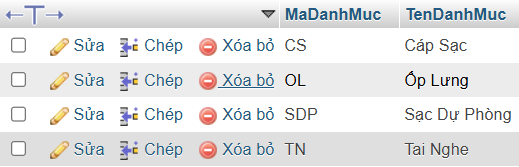 MaDanhMuc TenDanhMuc
Sửa Chép Xóa bỏ CS Cáp Sạc
Sửa Chép Xóa bỏ OL Ốp Lưng
Sửa Chép Xóa bỏ SDP Sạc Dự Phòng
Sửa Chép Xóa bỏ TN Tai Nghe